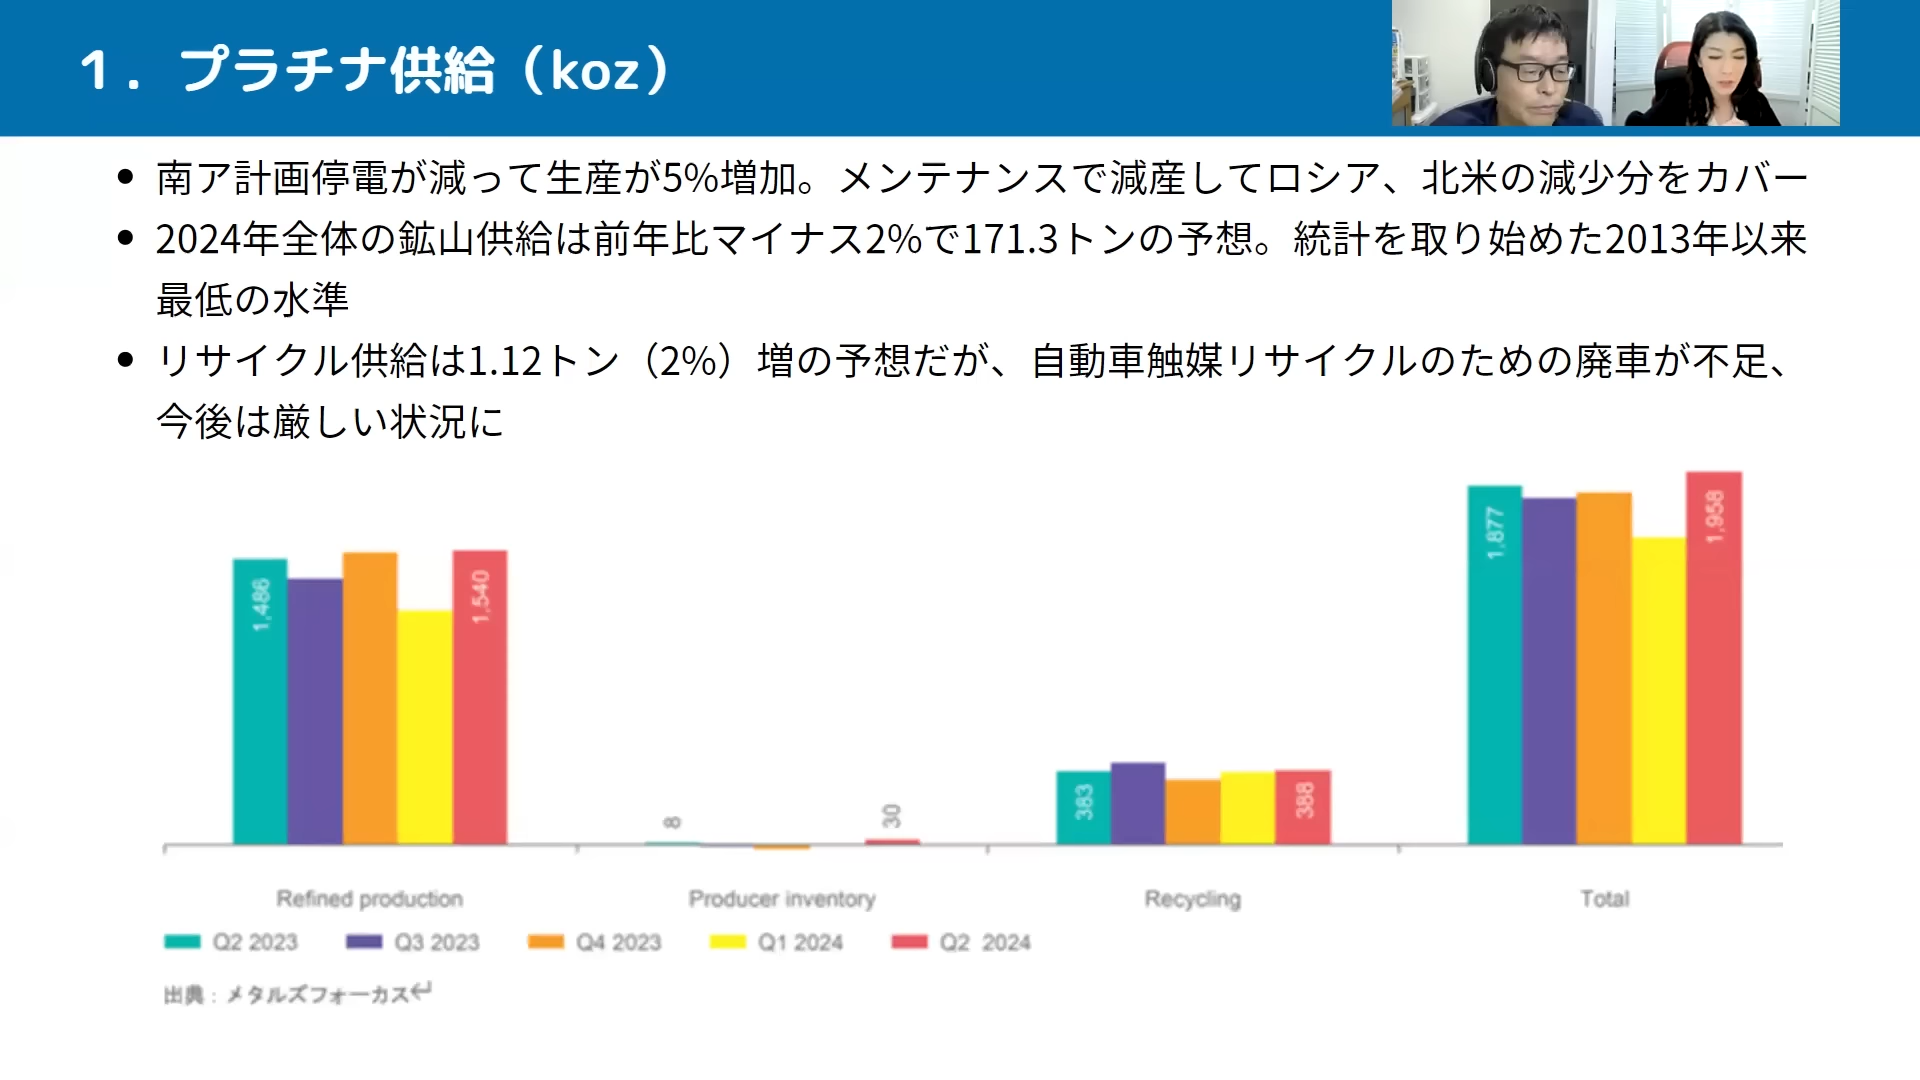 １．プラチナ供給（koz）
• 南ア計画停電が減って生産が5%増加。メンテナンスで減産してロシア、北米の減少分をカバー
• 2024年全体の鉱山供給は前年比マイナス2%で171.3トンの予想。統計を取り始めた2013年以来
最低の水準
• リサイクル供給は1.12トン（2%）増の予想だが、自動車触媒リサイクルのための廃車が不足、
今後は厳しい状況に
1,486
1,540
8
30
383
388
1,877
1,958
Refined production
Producer inventory
Recycling
Total
Q2 2023
Q3 2023
Q4 2023
Q1 2024
Q2 2024
出典：メタルズフォーカス↵